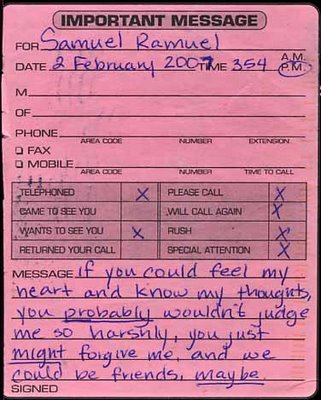 IMPORTANT MESSAGE
FOR Samuel Ramuel
DATE 2 February 2007 TIME 354 A.M. P.M.
M
OF
PHONE
AREA CODE NUMBER EXTENSION
FAX
MOBILE
AREA CODE NUMBER TIME TO CALL
TELEPHONED X PLEASE CALL X
CAME TO SEE YOU WILL CALL AGAIN X
WANTS TO SEE YOU X RUSH X
RETURNED YOUR CALL SPECIAL ATTENTION X
MESSAGE if you could feel my
heart and know my thoughts,
you probably wouldn't judge
me so harshly, you just
might forgive me, and we
could be friends, maybe
SIGNED